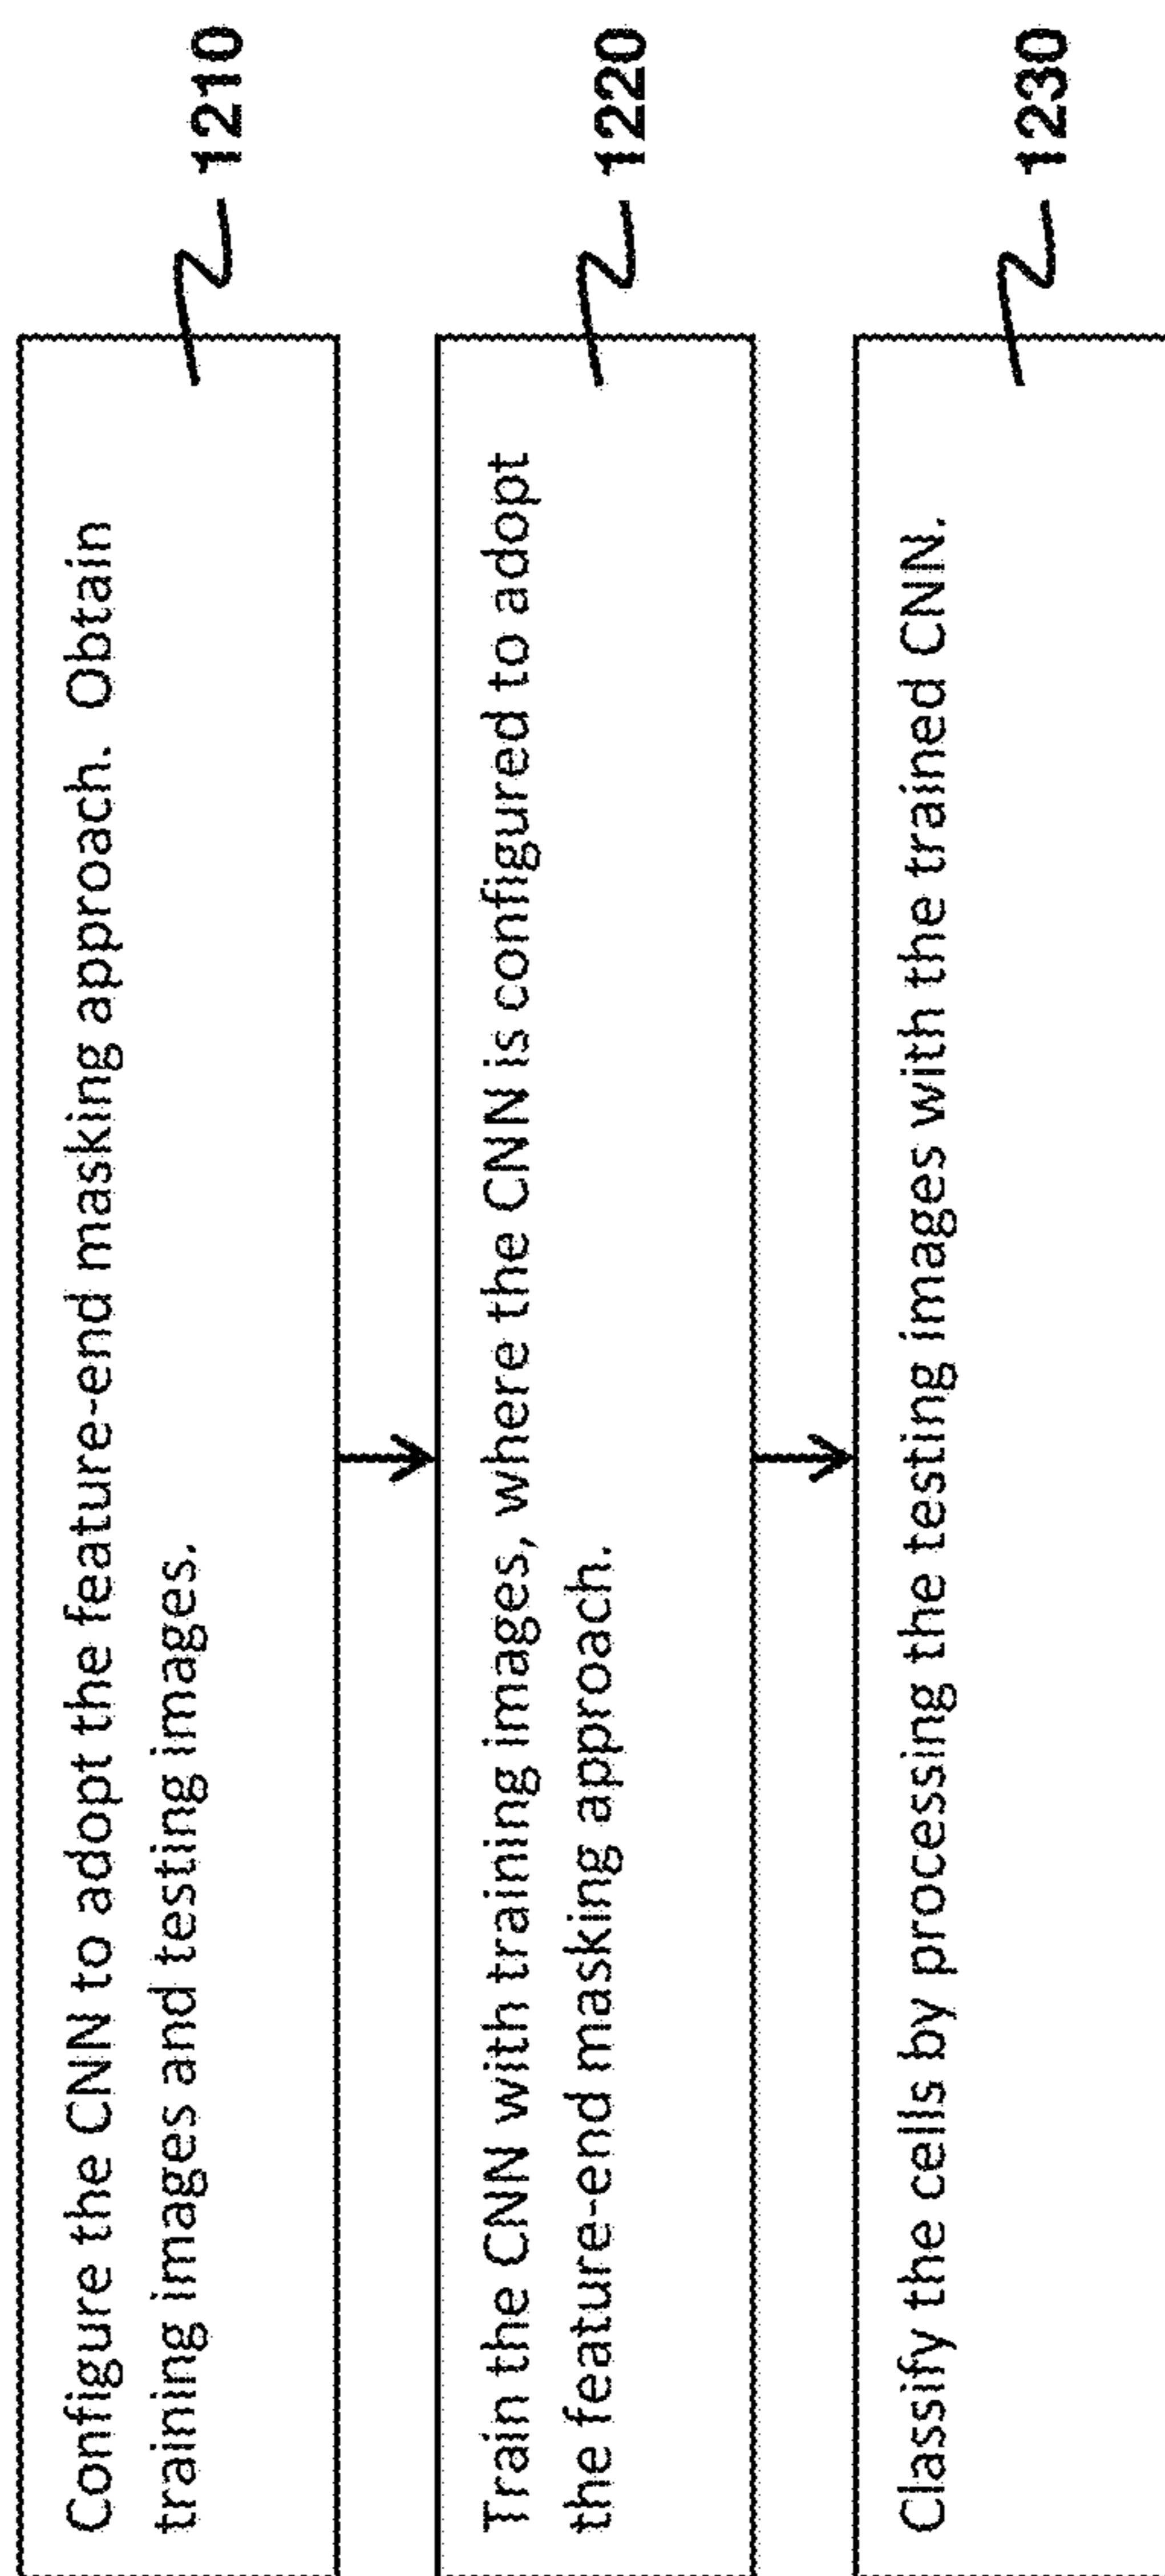 Configure the CNN to adopt the feature-end masking approach.  Obtain
training images and testing images.
1210
Train the CNN with training images, where the CNN is configured to adopt
the feature-end masking approach.
1220
Classify the cells by processing the testing images with the trained CNN.
1230